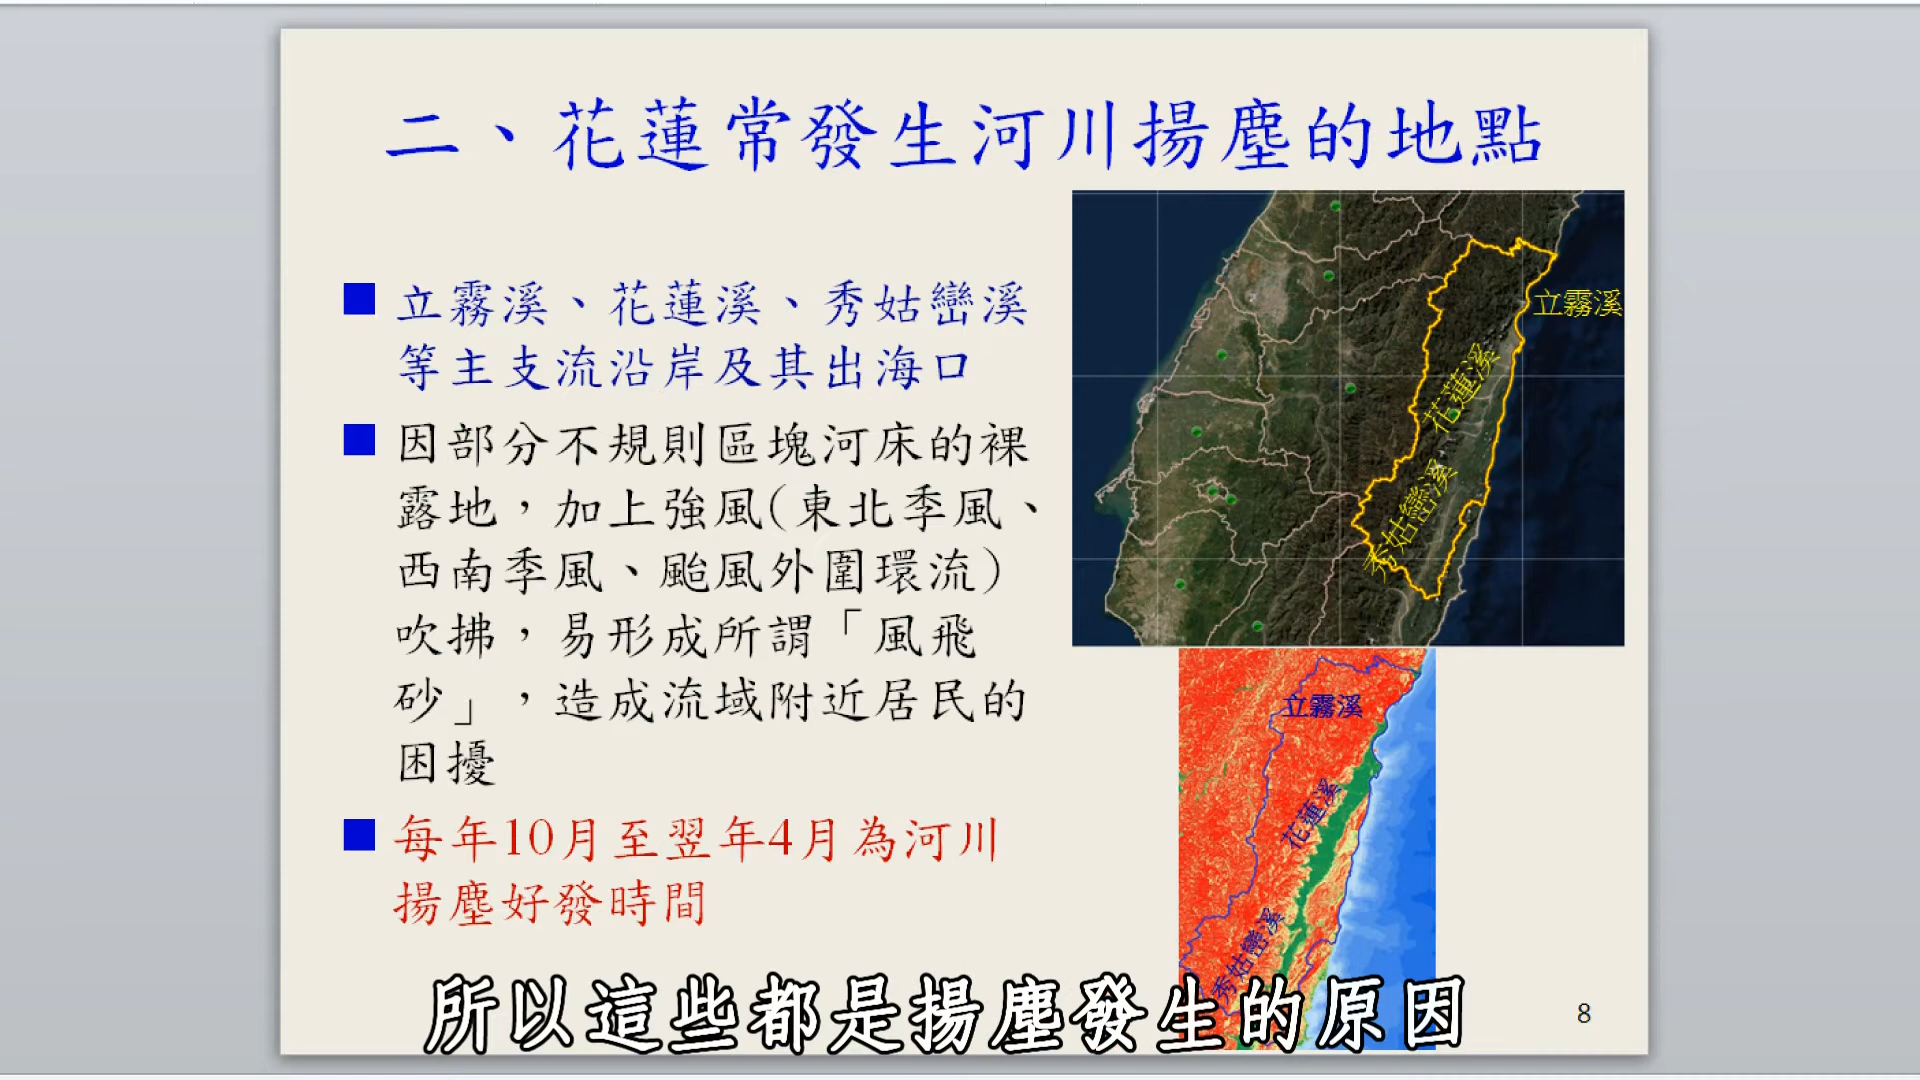 二、花蓮常發生河川揚塵的地點
立霧溪、花蓮溪、秀姑巒溪
等主支流沿岸及其出海口
因部分不規則區塊河床的裸
露地，加上強風(東北季風、
西南季風、颱風外圍環流)
吹拂，易形成所謂「風飛
砂」，造成流域附近居民的
困擾
每年10月至翌年4月為河川
揚塵好發時間
立霧溪
花蓮溪
秀姑巒溪
立霧溪
花蓮溪
秀姑巒溪
所以這些都是揚塵發生的原因
8